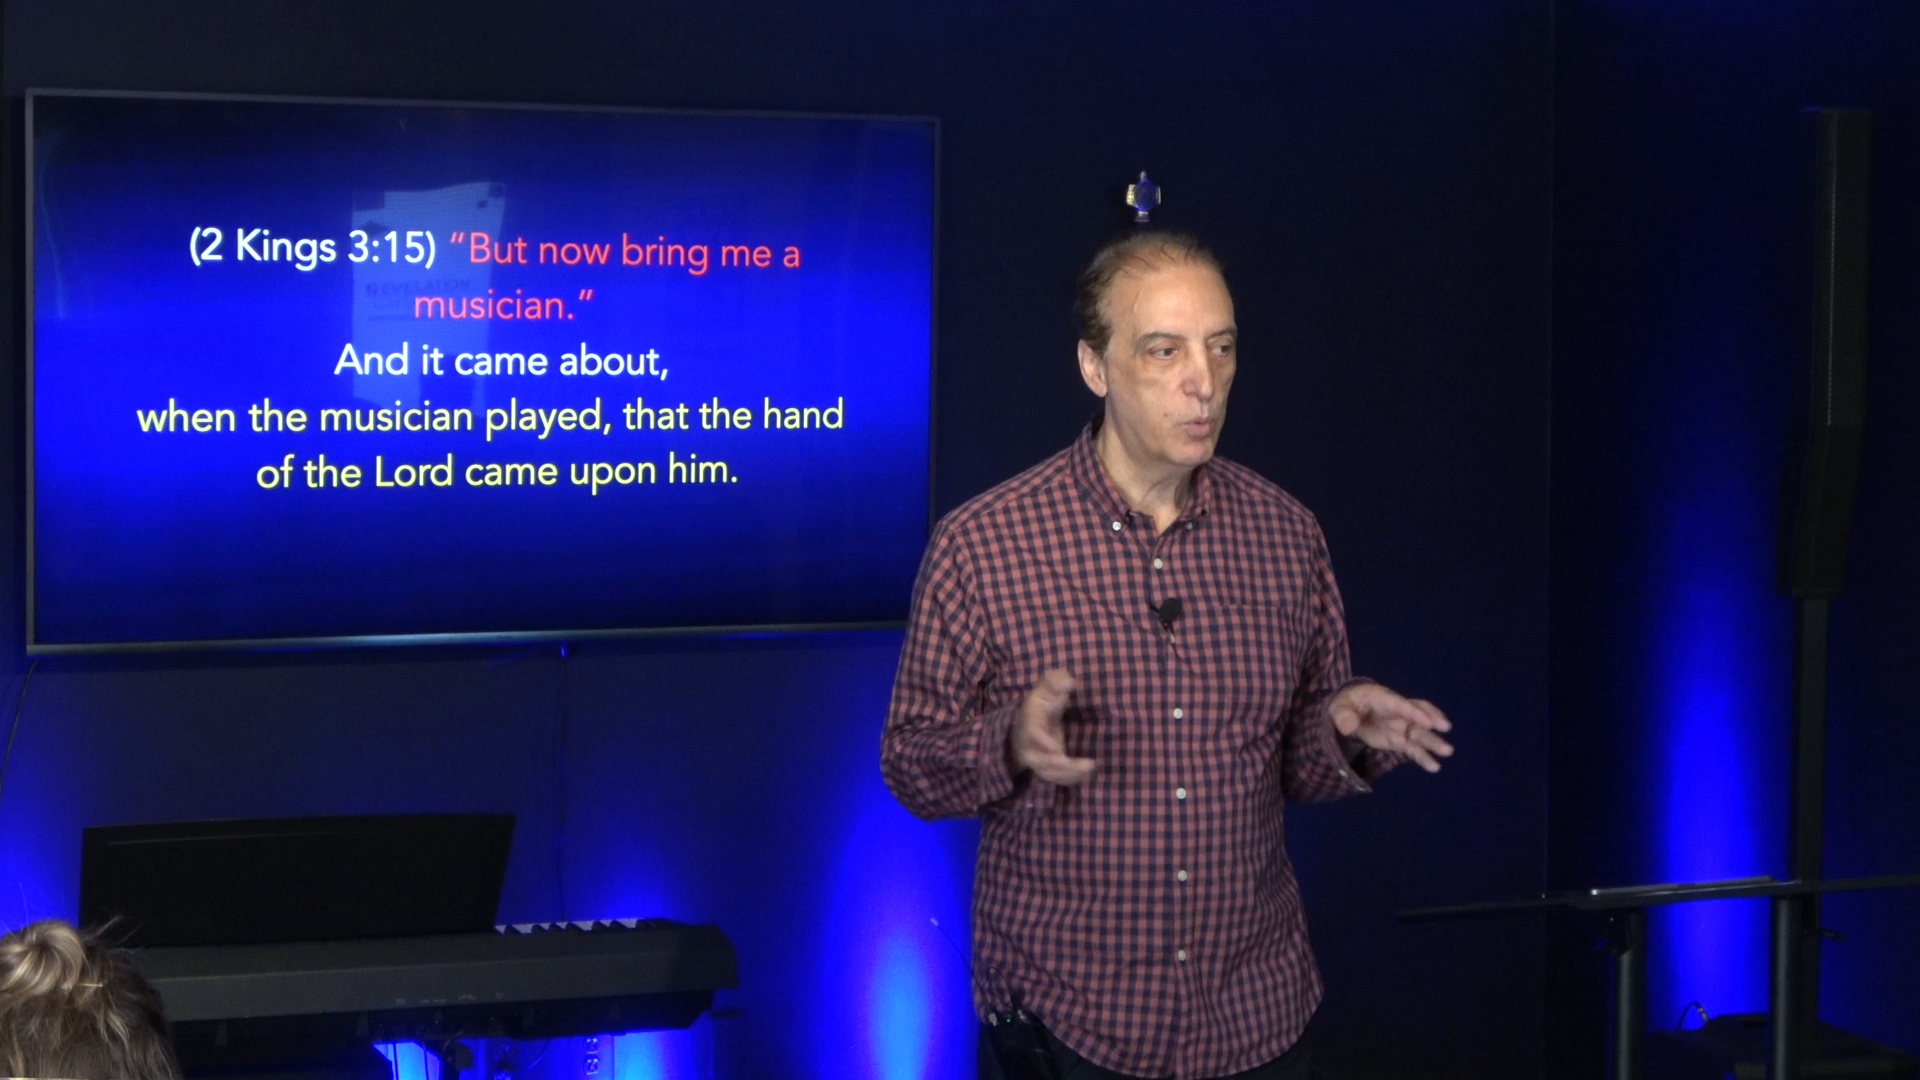 (2 Kings 3:15) “But now bring me a
musician.”
And it came about,
when the musician played, that the hand
of the Lord came upon him.
REVELATION